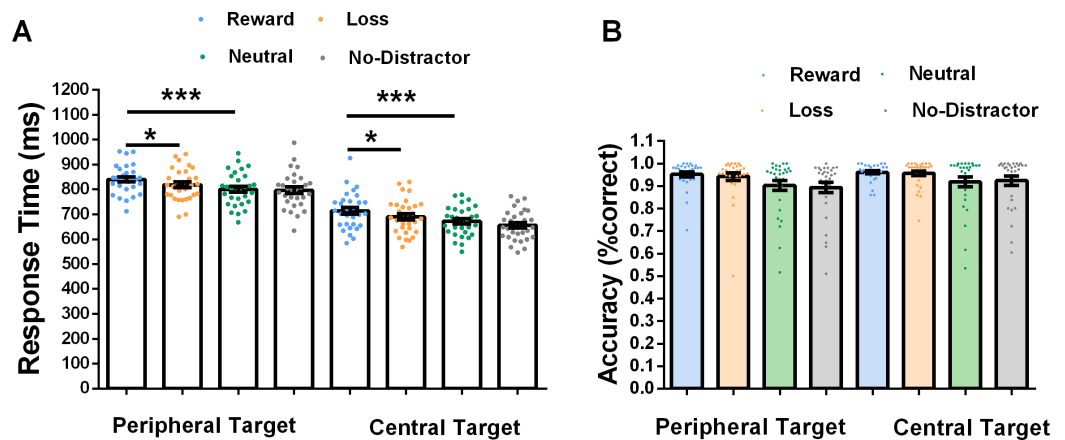 A
Reward
Loss
Neutral
No-Distractor
Response Time (ms)
1200
1100
1000
900
800
700
600
500
400
300
200
100
0
***
*
***
*
Peripheral Target
Central Target
B
Reward
Neutral
Loss
No-Distractor
Accuracy (%correct)
1.1
1.0
0.9
0.8
0.7
0.6
0.5
0.4
0.3
0.2
0.1
0.0
Peripheral Target
Central Target